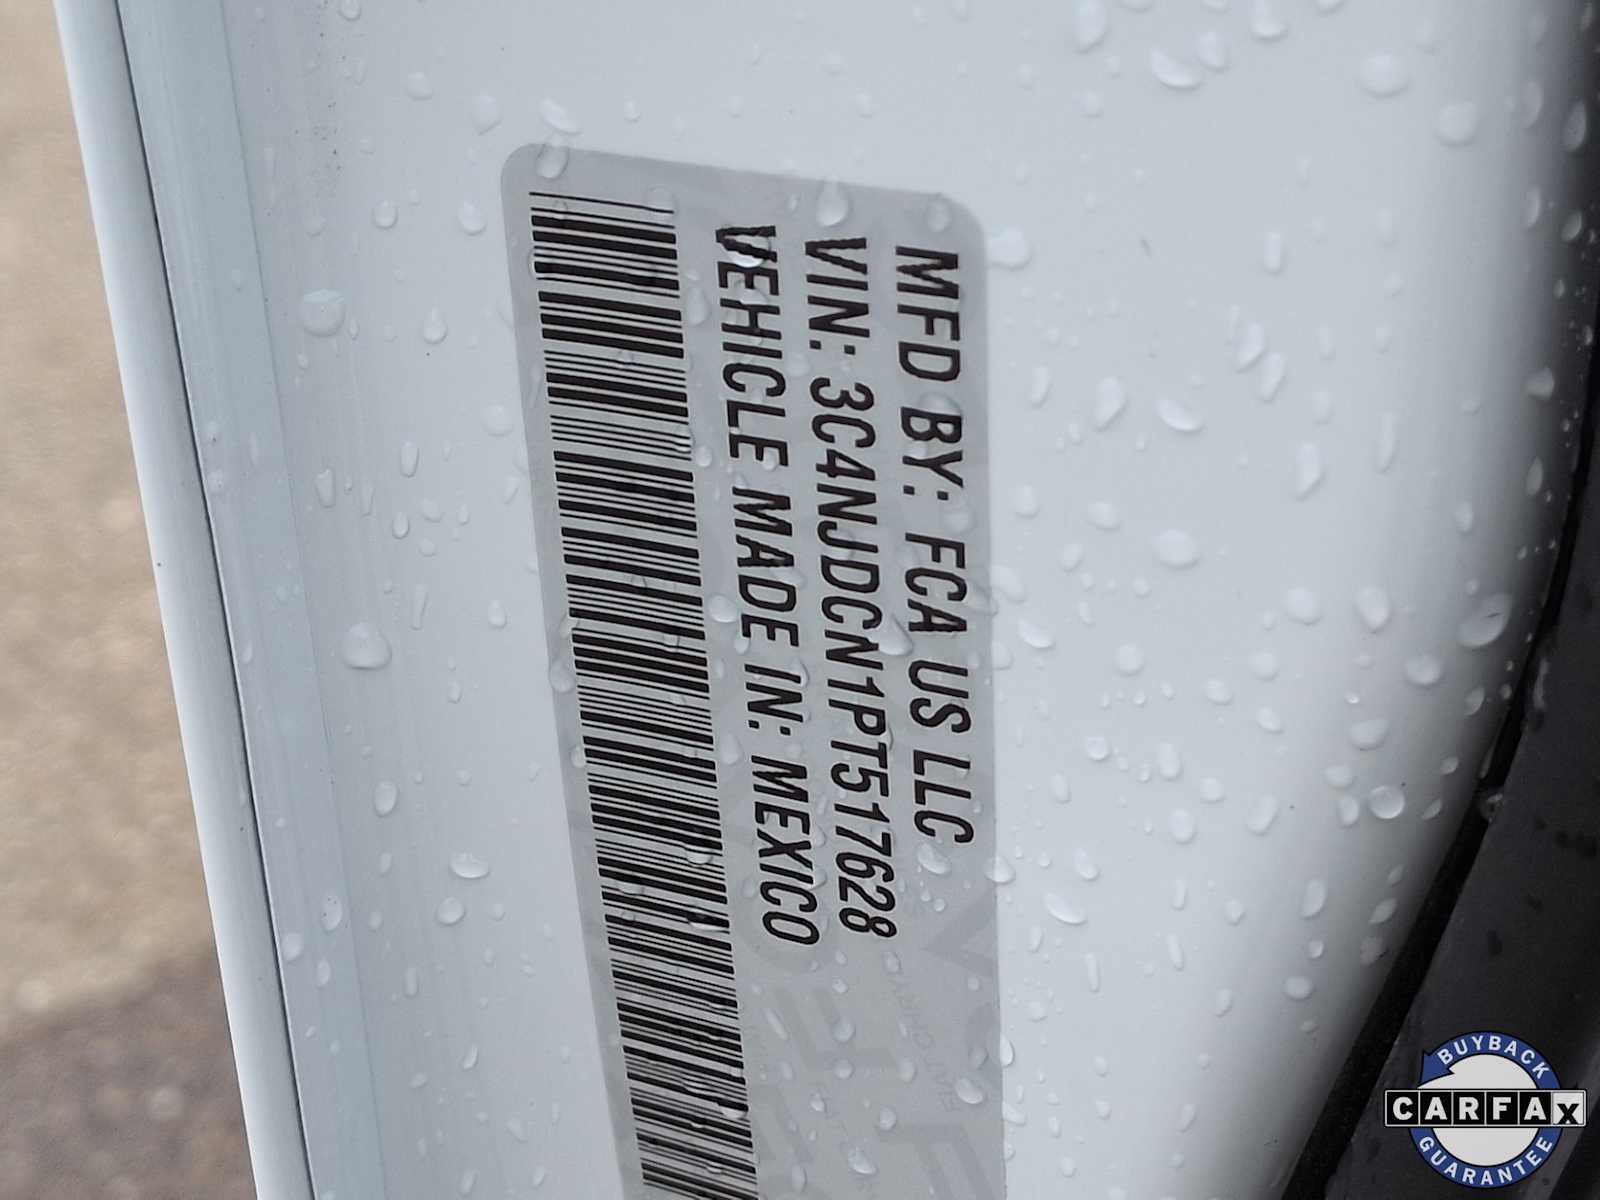 MFD BY: FCA US LLC
VIN: 3C4NJDCN1PT517628
VEHICLE MADE IN: MEXICO
BUYBACK
CARFAX
GUARANTEE